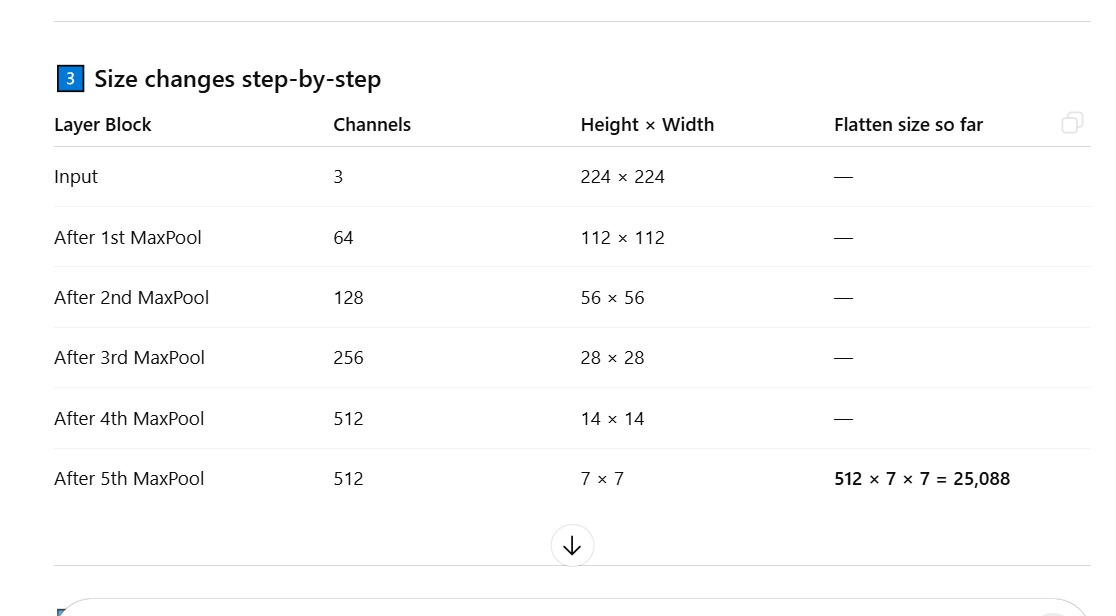 3 Size changes step-by-step
Layer Block Channels Height × Width Flatten size so far
Input 3 224 × 224 —
After 1st MaxPool 64 112 × 112 —
After 2nd MaxPool 128 56 × 56 —
After 3rd MaxPool 256 28 × 28 —
After 4th MaxPool 512 14 × 14 —
After 5th MaxPool 512 7 × 7 512 × 7 × 7 = 25,088